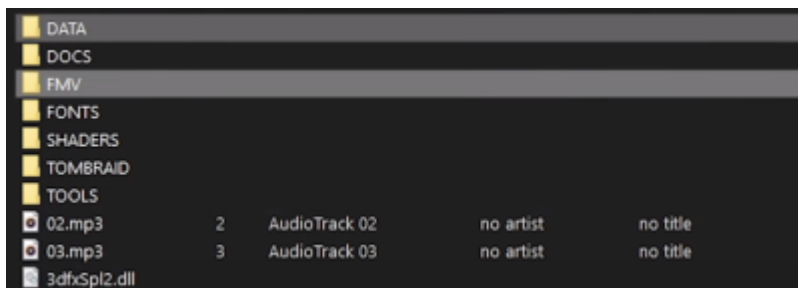 DATA
DOCS
FMV
FONTS
SHADERS
TOMBRAID
TOOLS
02.mp3 2 AudioTrack 02 no artist no title
03.mp3 3 AudioTrack 03 no artist no title
3dfxSpl2.dll